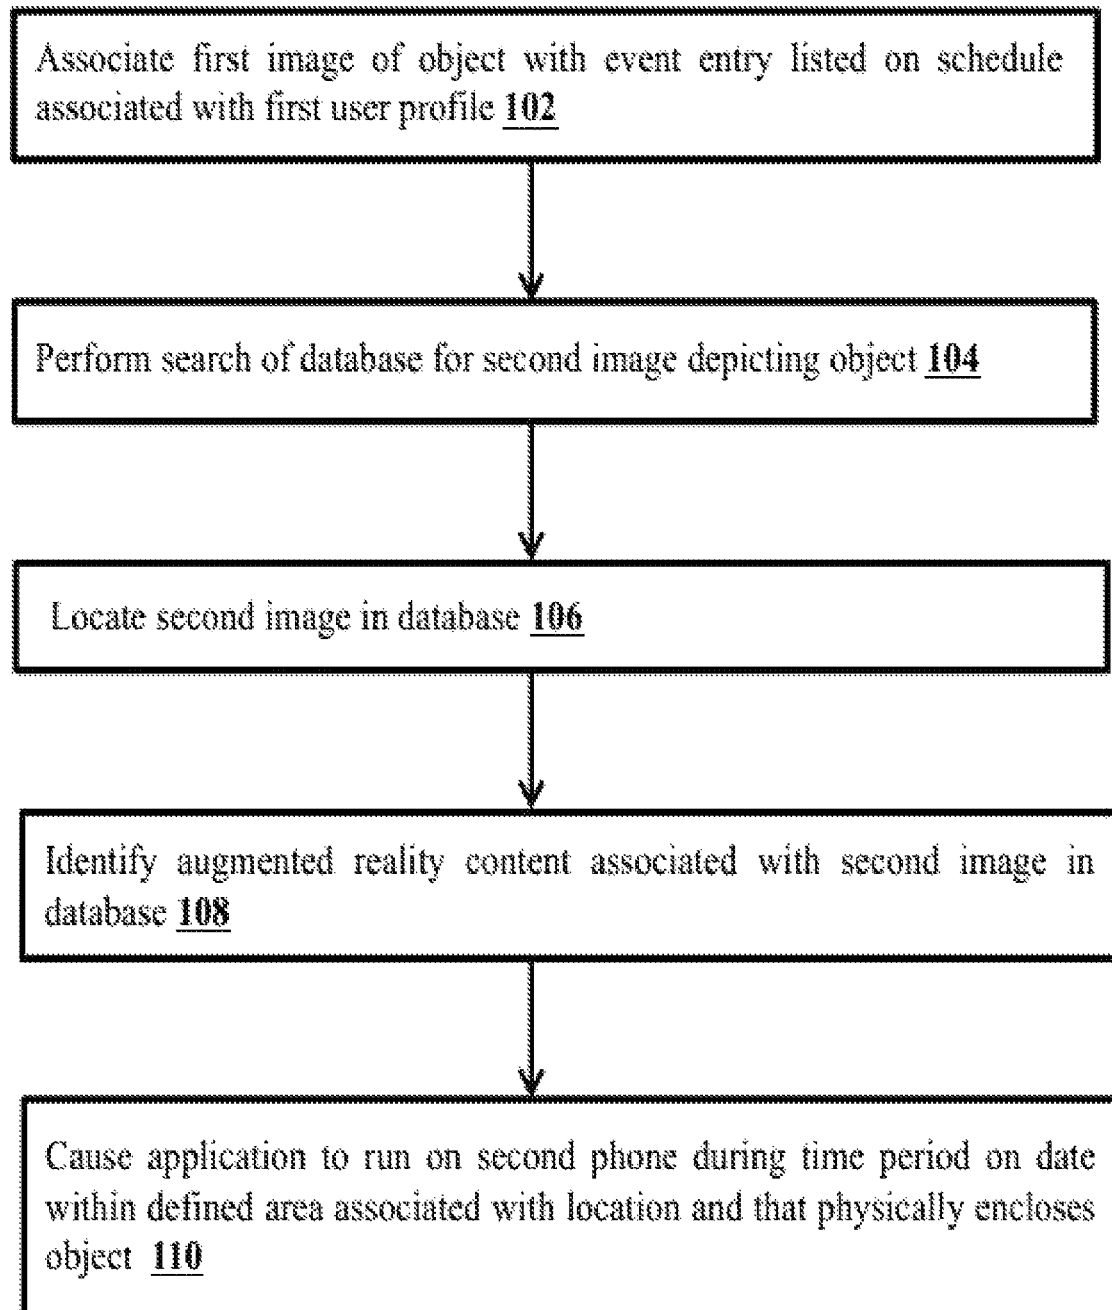 Associate first image of object with event entry listed on schedule
associated with first user profile 102
Perform search of database for second image depicting object 104
Locate second image in database 106
Identify augmented reality content associated with second image in
database 108
Cause application to run on second phone during time period on date
within defined area associated with location and that physically encloses
object 110